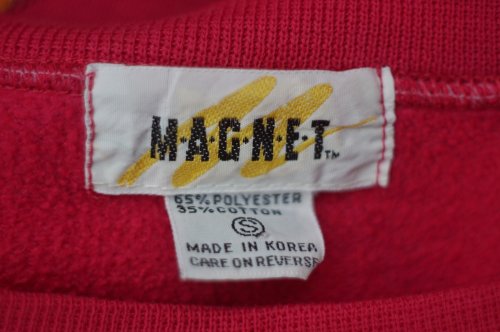 M·A·G·N·E·T™
65% POLYESTER
35% COTTON
S
MADE IN KOREA
CARE ON REVERSE